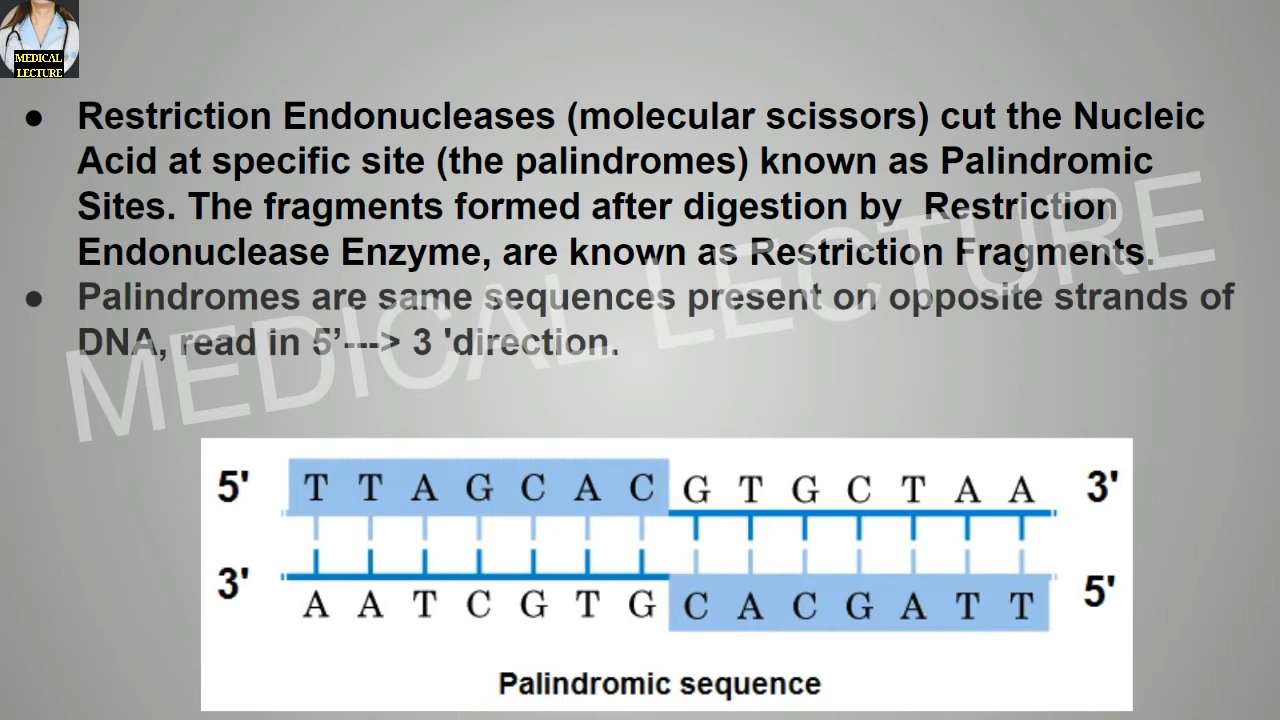 MEDICAL
LECTURE
● Restriction Endonucleases (molecular scissors) cut the Nucleic
Acid at specific site (the palindromes) known as Palindromic
Sites. The fragments formed after digestion by Restriction
Endonuclease Enzyme, are known as Restriction Fragments.
● Palindromes are same sequences present on opposite strands of
DNA, read in 5’---> 3 'direction.
MEDICAL LECTURE
5' T T A G C A C G T G C T A A 3'
3' A A T C G T G C A C G A T T 5'
Palindromic sequence